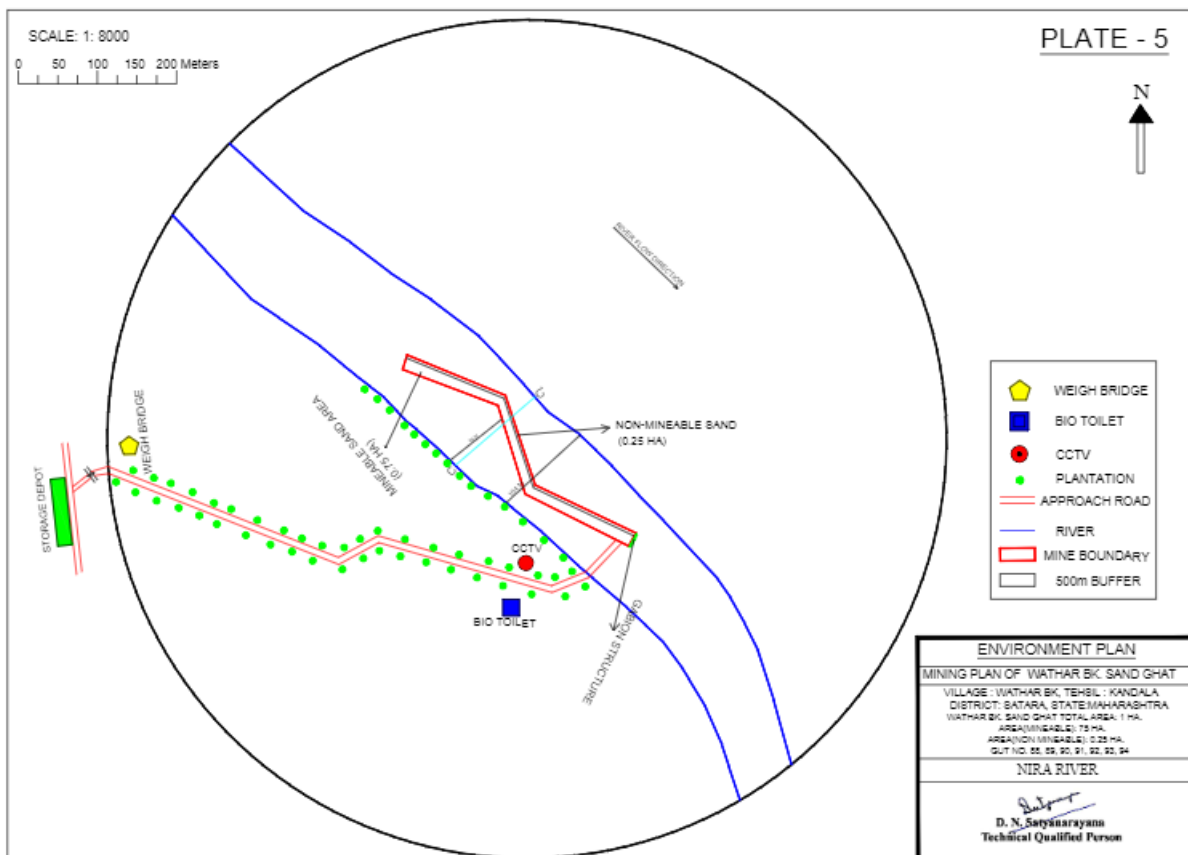 SCALE: 1: 8000
0 50 100 150 200 Meters
PLATE - 5
N
RIVER FLOW DIRECTION
MINEABLE SAND AREA
(0.75 HA)
NON-MINEABLE SAND
(0.25 HA)
WEIGH BRIDGE
STORAGE DEPOT
CCTV
BIO TOILET
GABION STRUCTURE
WEIGH BRIDGE
BIO TOILET
CCTV
PLANTATION
APPROACH ROAD
RIVER
MINE BOUNDARY
500m BUFFER
ENVIRONMENT PLAN
MINING PLAN OF WATHAR BK. SAND GHAT
VILLAGE : WATHAR BK, TEHSIL : KANDALA
DISTRICT: SATARA, STATE:MAHARASHTRA
WATHAR BK. SAND GHAT TOTAL AREA: 1 HA.
AREA(MINEABLE): 75 HA.
AREA(NON MINEABLE): 0.25 HA.
GUT NO. 88, 89, 90, 91, 92, 93, 94
NIRA RIVER
D. N. Satyanarayana
Technical Qualified Person